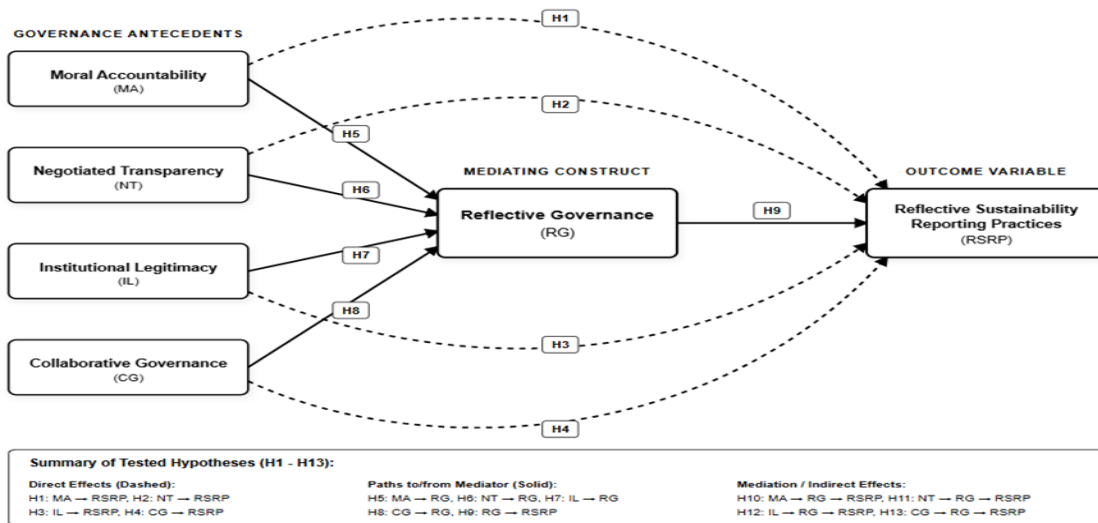 H1
GOVERNANCE ANTECEDENTS
Moral Accountability
(MA)
H2
H5
Negotiated Transparency
(NT)
H6
MEDIATING CONSTRUCT
OUTCOME VARIABLE
Reflective Governance
(RG)
H9
Reflective Sustainability
Reporting Practices
(RSRP)
Institutional Legitimacy
(IL)
H7
H8
H3
Collaborative Governance
(CG)
H4
Summary of Tested Hypotheses (H1 - H13):
Direct Effects (Dashed):
H1: MA → RSRP, H2: NT → RSRP
H3: IL → RSRP, H4: CG → RSRP
Paths to/from Mediator (Solid):
H5: MA → RG, H6: NT → RG, H7: IL → RG
H8: CG → RG, H9: RG → RSRP
Mediation / Indirect Effects:
H10: MA → RG → RSRP, H11: NT → RG → RSRP
H12: IL → RG → RSRP, H13: CG → RG → RSRP